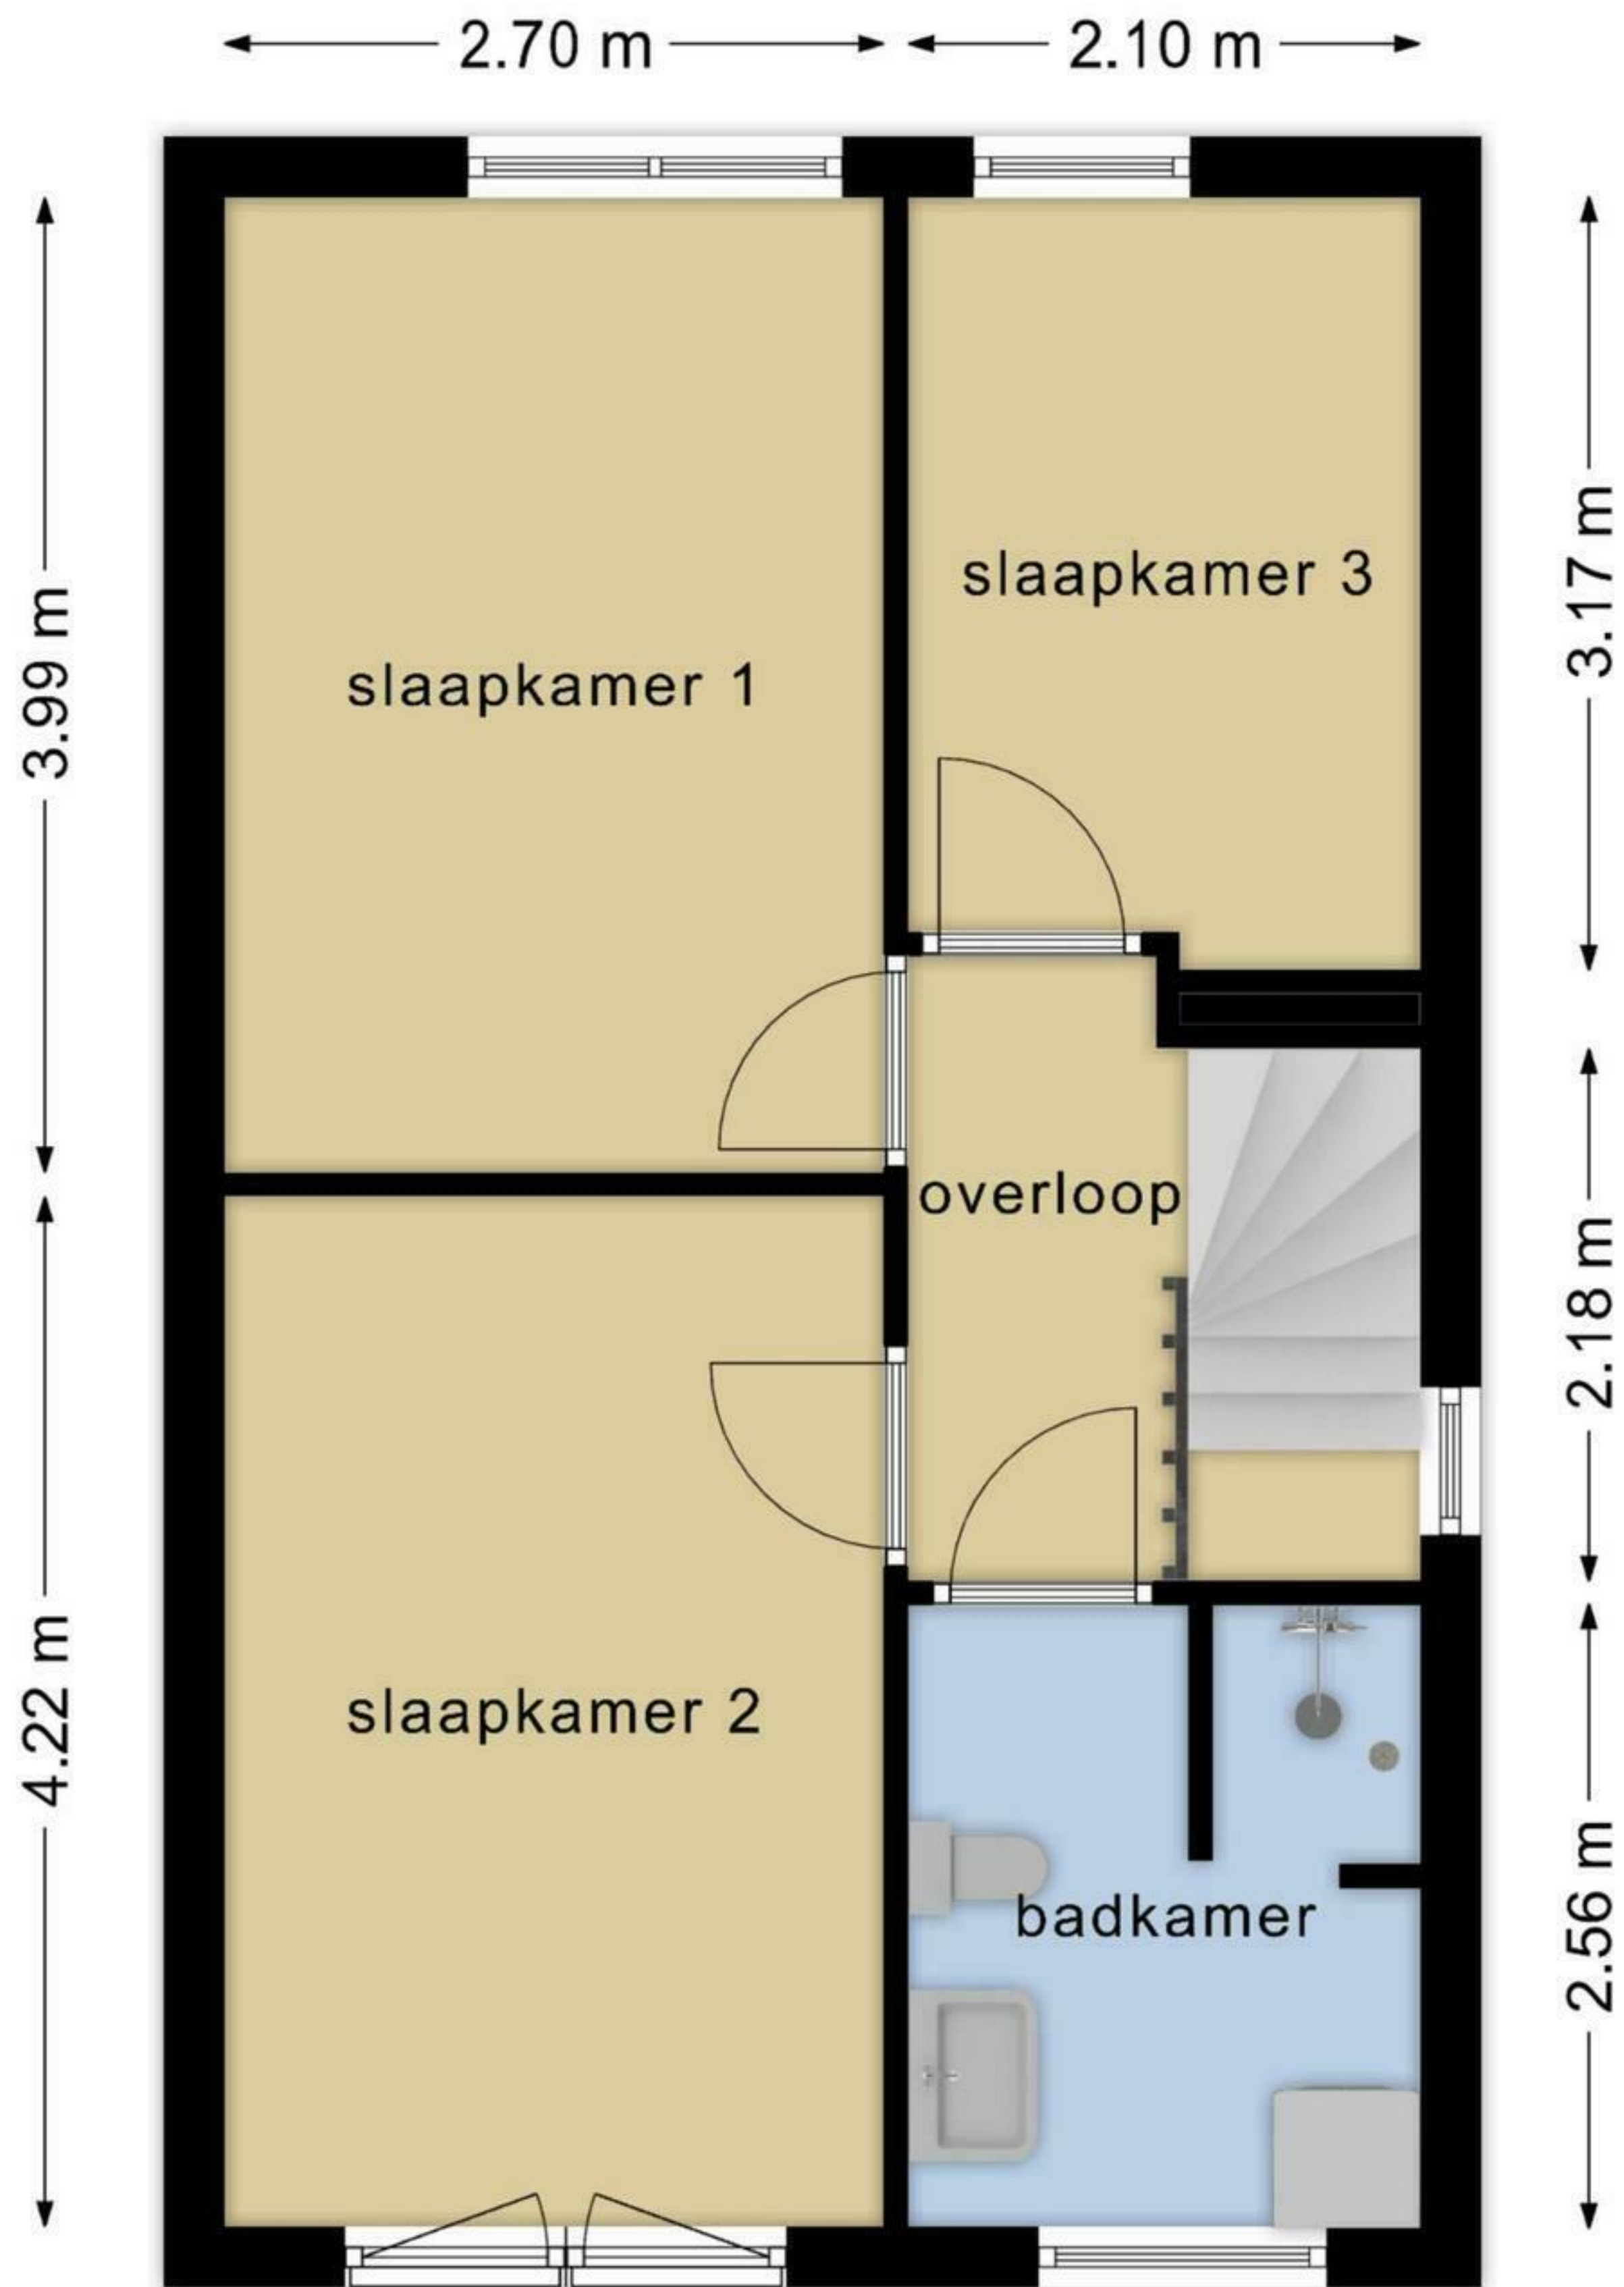 2.70 m
2.10 m
3.99 m
3.17 m
slaapkamer 3
slaapkamer 1
overloop
2.18 m
4.22 m
slaapkamer 2
badkamer
2.56 m